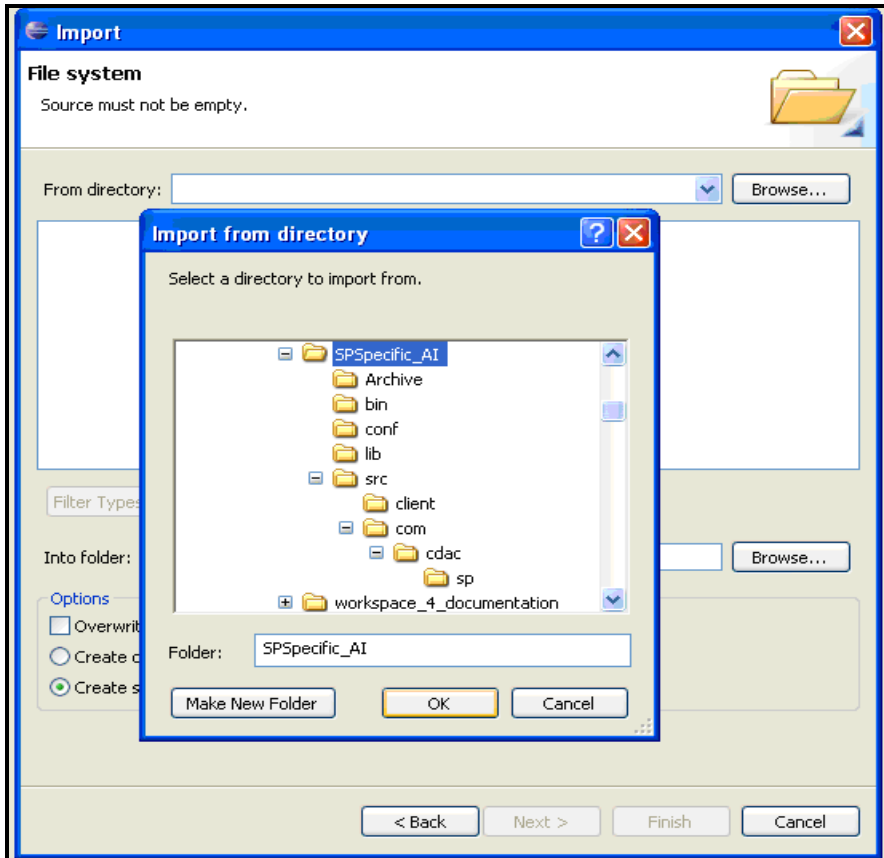 Import
File system
Source must not be empty.
From directory:
Browse...
Import from directory
Select a directory to import from.
SPSpecific_AI
Archive
bin
conf
lib
src
client
com
cdac
sp
workspace_4_documentation
Folder: SPSpecific_AI
Make New Folder OK Cancel
Filter Types
Into folder: Browse...
Options
Overwrit
Create c
Create s
< Back Next > Finish Cancel